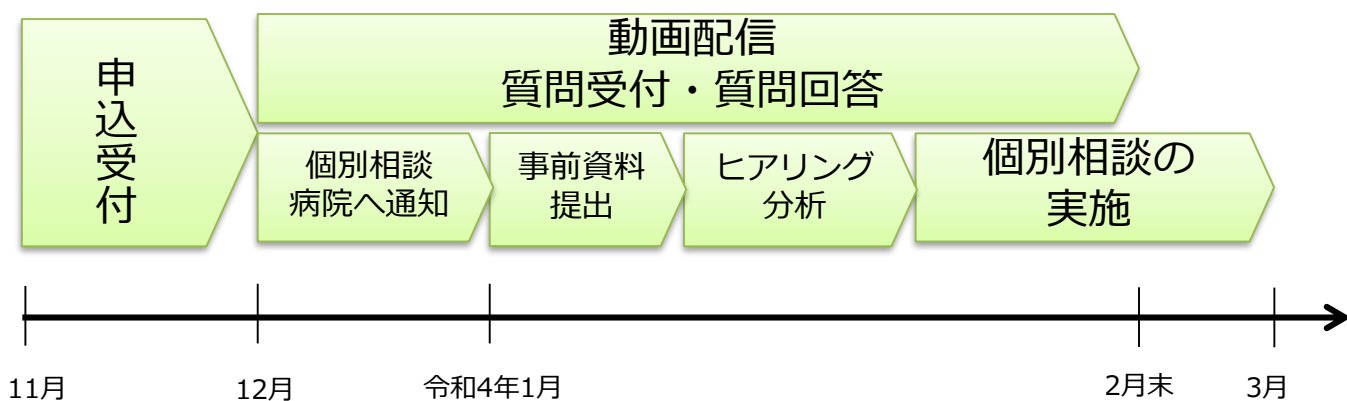 申込受付
動画配信
質問受付・質問回答
個別相談
病院へ通知
事前資料
提出
ヒアリング
分析
個別相談の
実施
11月
12月
令和4年1月
2月末
3月